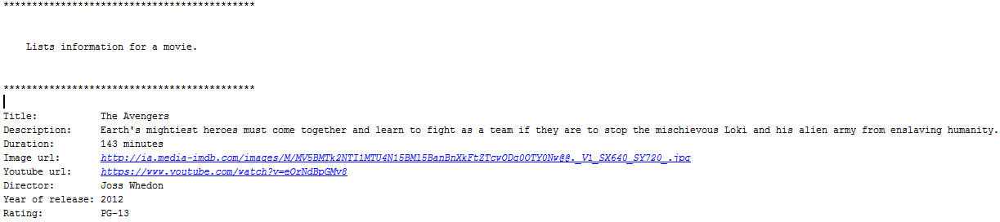 ********************************************
Lists information for a movie.
********************************************
Title: The Avengers
Description: Earth's mightiest heroes must come together and learn to fight as a team if they are to stop the mischievous Loki and his alien army from enslaving humanity.
Duration: 143 minutes
Image url: http://ia.media-imdb.com/images/M/MV5BMTk2NTI1MTU4N15BMl5BanBnXkFtZTcwODg0OTY0Nw@@._V1_SX640_SY720_.jpg
Youtube url: https://www.youtube.com/watch?v=eOrNdBpGMv8
Director: Joss Whedon
Year of release: 2012
Rating: PG-13